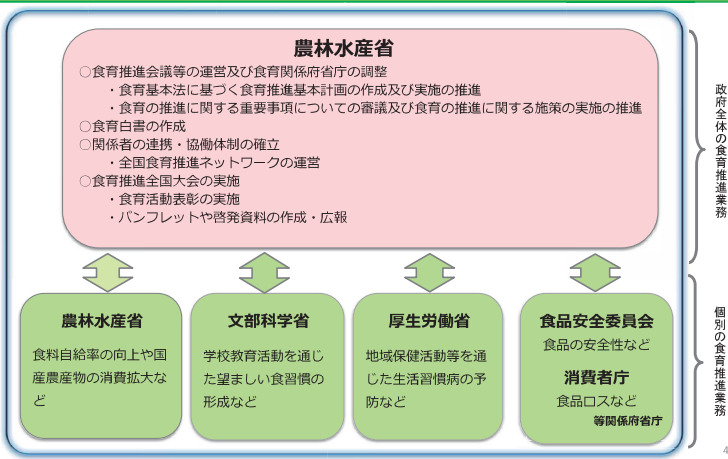 農林水産省
○食育推進会議等の運営及び食育関係府省庁の調整
・食育基本法に基づく食育推進基本計画の作成及び実施の推進
・食育の推進に関する重要事項についての審議及び食育の推進に関する施策の実施の推進
○食育白書の作成
○関係者の連携・協働体制の確立
・全国食育推進ネットワークの運営
○食育推進全国大会の実施
・食育活動表彰の実施
・パンフレットや啓発資料の作成・広報
政府全体の食育推進業務
農林水産省
食料自給率の向上や国
産農産物の消費拡大な
ど
文部科学省
学校教育活動を通じ
た望ましい食習慣の
形成など
厚生労働省
地域保健活動等を通
じた生活習慣病の予
防など
食品安全委員会
食品の安全性など
消費者庁
食品ロスなど
等関係府省庁
個別の食育推進業務
4